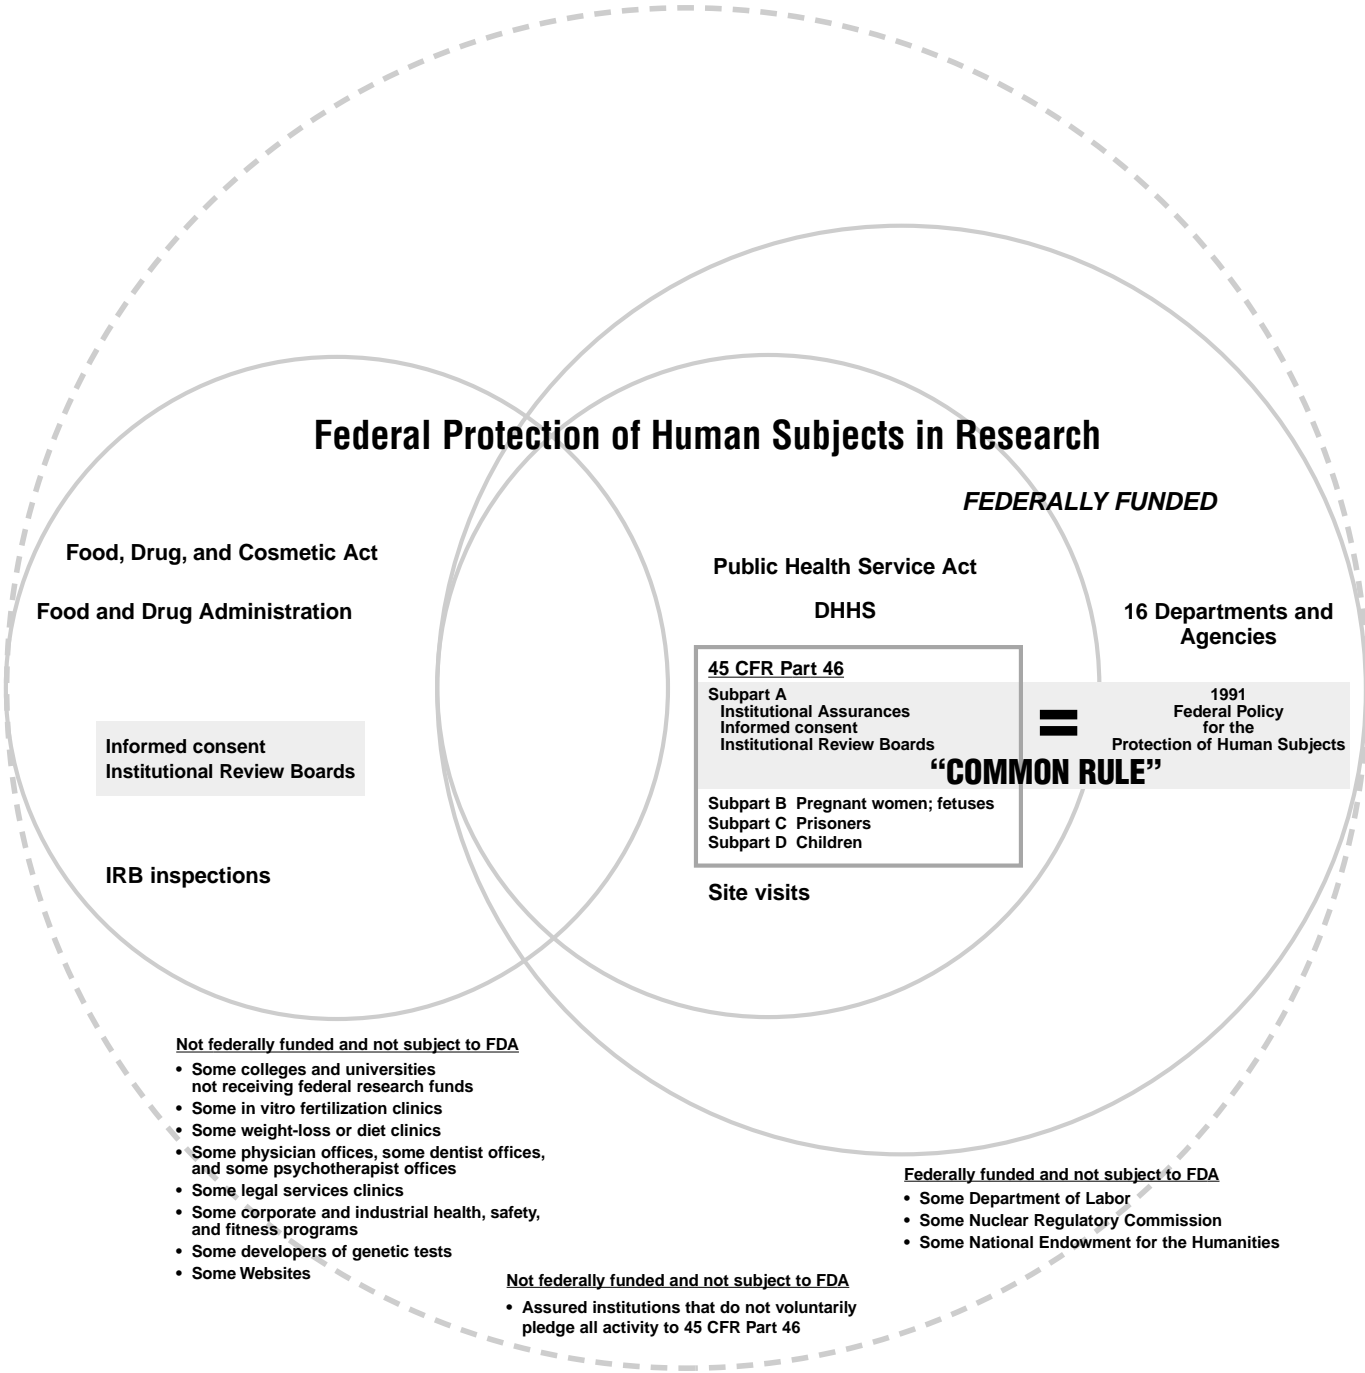 Federal Protection of Human Subjects in Research
FEDERALLY FUNDED
Food, Drug, and Cosmetic Act
Food and Drug Administration
Informed consent
Institutional Review Boards
IRB inspections
Public Health Service Act
DHHS
45 CFR Part 46
Subpart A
Institutional Assurances
Informed consent
Institutional Review Boards
=
16 Departments and
Agencies
1991
Federal Policy
for the
Protection of Human Subjects
“COMMON RULE”
Subpart B Pregnant women; fetuses
Subpart C Prisoners
Subpart D Children
Site visits
Not federally funded and not subject to FDA
• Some colleges and universities
not receiving federal research funds
• Some in vitro fertilization clinics
• Some weight-loss or diet clinics
• Some physician offices, some dentist offices,
and some psychotherapist offices
• Some legal services clinics
• Some corporate and industrial health, safety,
and fitness programs
• Some developers of genetic tests
• Some Websites
Federally funded and not subject to FDA
• Some Department of Labor
• Some Nuclear Regulatory Commission
• Some National Endowment for the Humanities
Not federally funded and not subject to FDA
• Assured institutions that do not voluntarily
pledge all activity to 45 CFR Part 46